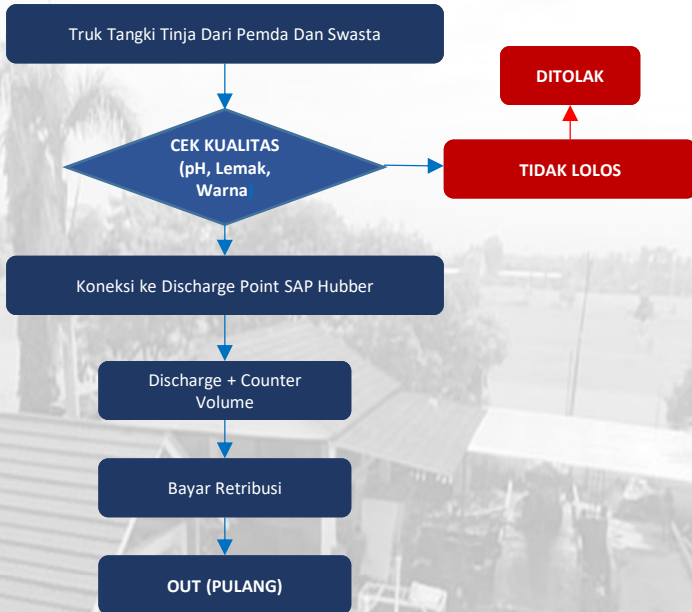 Truk Tangki Tinja Dari Pemda Dan Swasta
DITOLAK
CEK KUALITAS
(pH, Lemak,
Warna)
TIDAK LOLOS
Koneksi ke Discharge Point SAP Hubber
Discharge + Counter
Volume
Bayar Retribusi
OUT (PULANG)